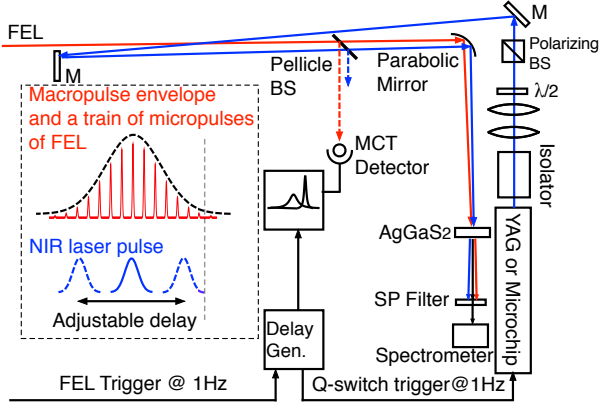 FEL
M
M
Polarizing
BS
Pellicle
BS
Parabolic
Mirror
λ/2
Macropulse envelope
and a train of micropulses
of FEL
MCT
Detector
Isolator
NIR laser pulse
AgGaS2
YAG or Microchip
Adjustable delay
SP Filter
Delay
Gen.
Spectrometer
FEL Trigger @ 1Hz
Q-switch trigger@1Hz